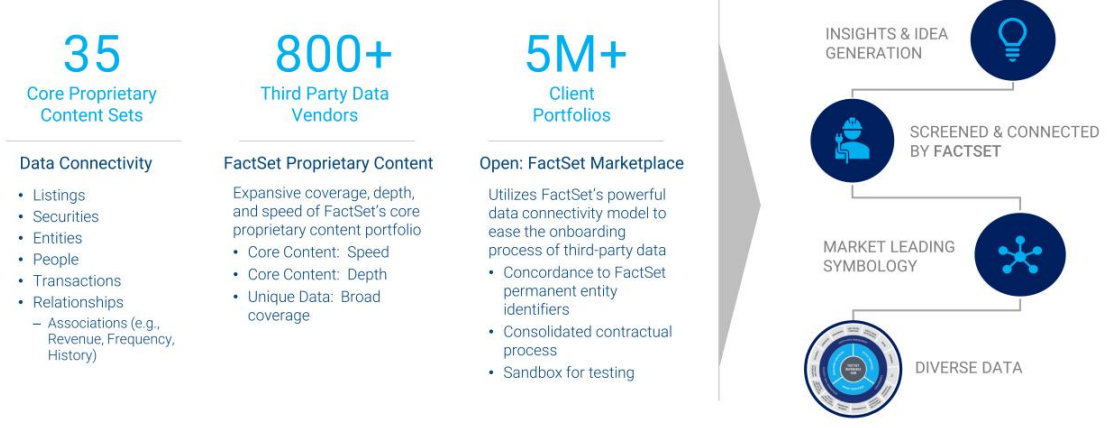 35
Core Proprietary
Content Sets
800+
Third Party Data
Vendors
5M+
Client
Portfolios
Data Connectivity
• Listings
• Securities
• Entities
• People
• Transactions
• Relationships
– Associations (e.g.,
Revenue, Frequency,
History)
FactSet Proprietary Content
Expansive coverage, depth,
and speed of FactSet's core
proprietary content portfolio
• Core Content: Speed
• Core Content: Depth
• Unique Data: Broad
coverage
Open: FactSet Marketplace
Utilizes FactSet's powerful
data connectivity model to
ease the onboarding
process of third-party data
• Concordance to FactSet
permanent entity
identifiers
• Consolidated contractual
process
• Sandbox for testing
INSIGHTS & IDEA
GENERATION
SCREENED & CONNECTED
BY FACTSET
MARKET LEADING
SYMBOLOGY
DIVERSE DATA